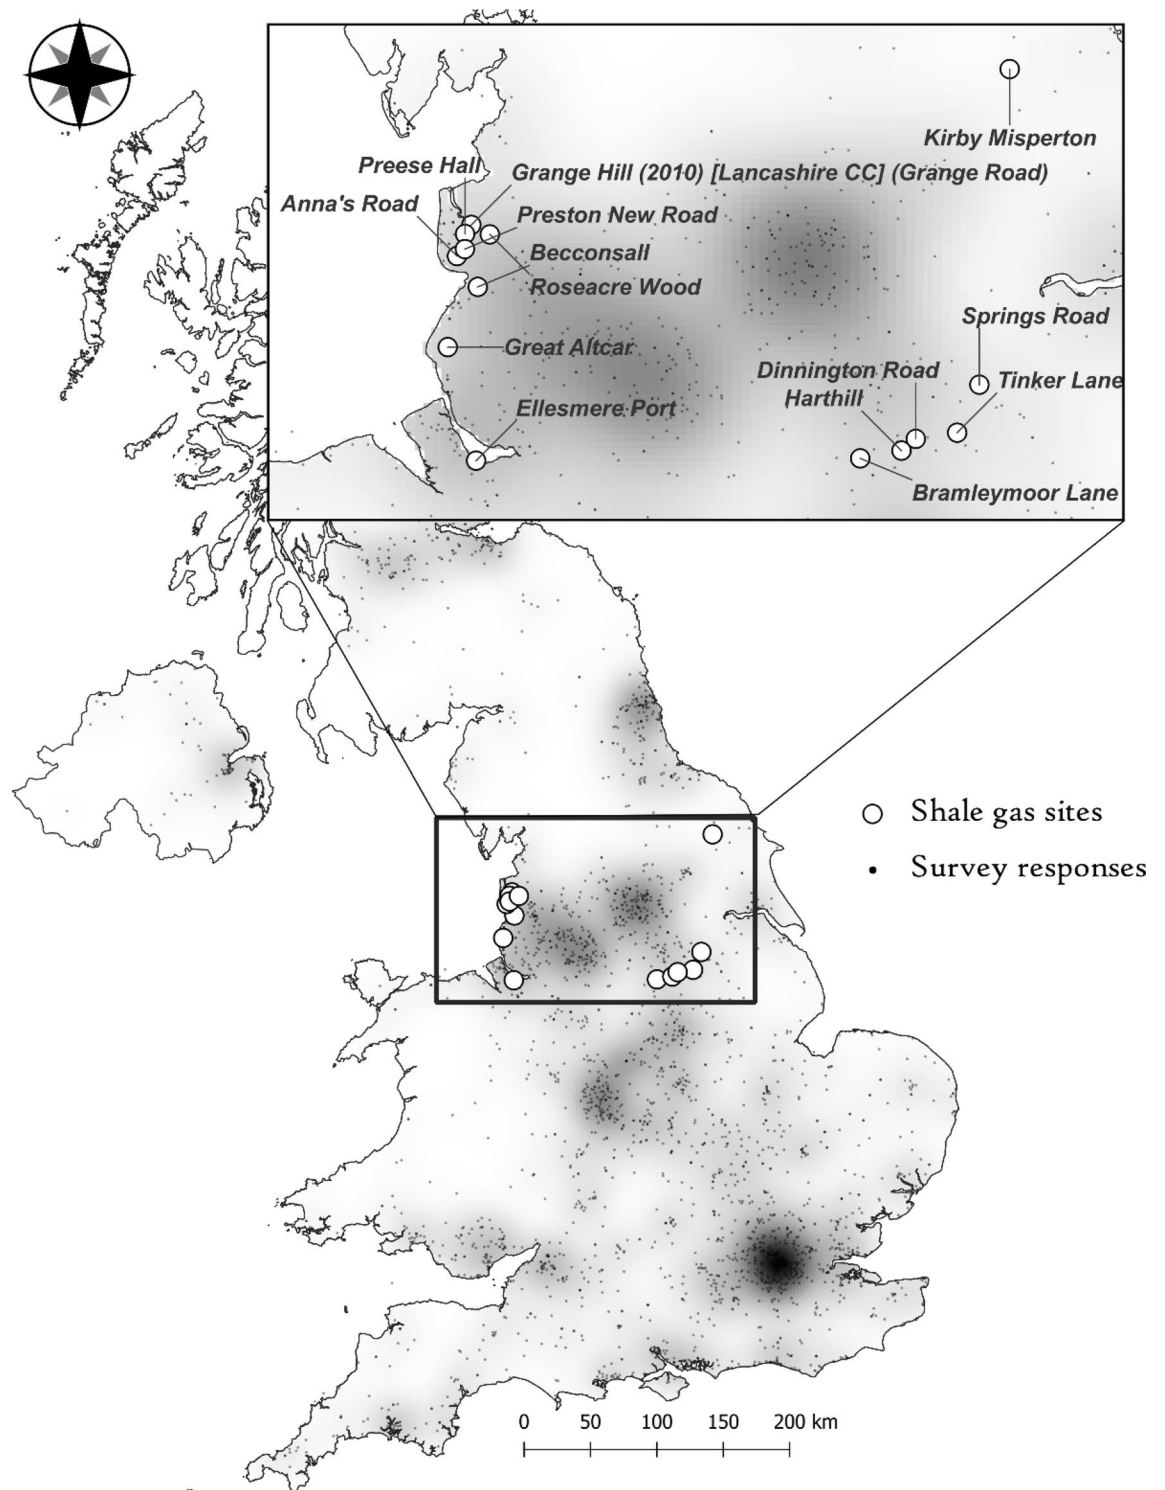 Kirby Misperton
Preese Hall
Grange Hill (2010) [Lancashire CC] (Grange Road)
Anna's Road
Preston New Road
Becconsall
Roseacre Wood
Springs Road
Great Altcar
Dinnington Road
Tinker Lane
Harthill
Ellesmere Port
Bramleymoor Lane
Shale gas sites
Survey responses
0 50 100 150 200 km